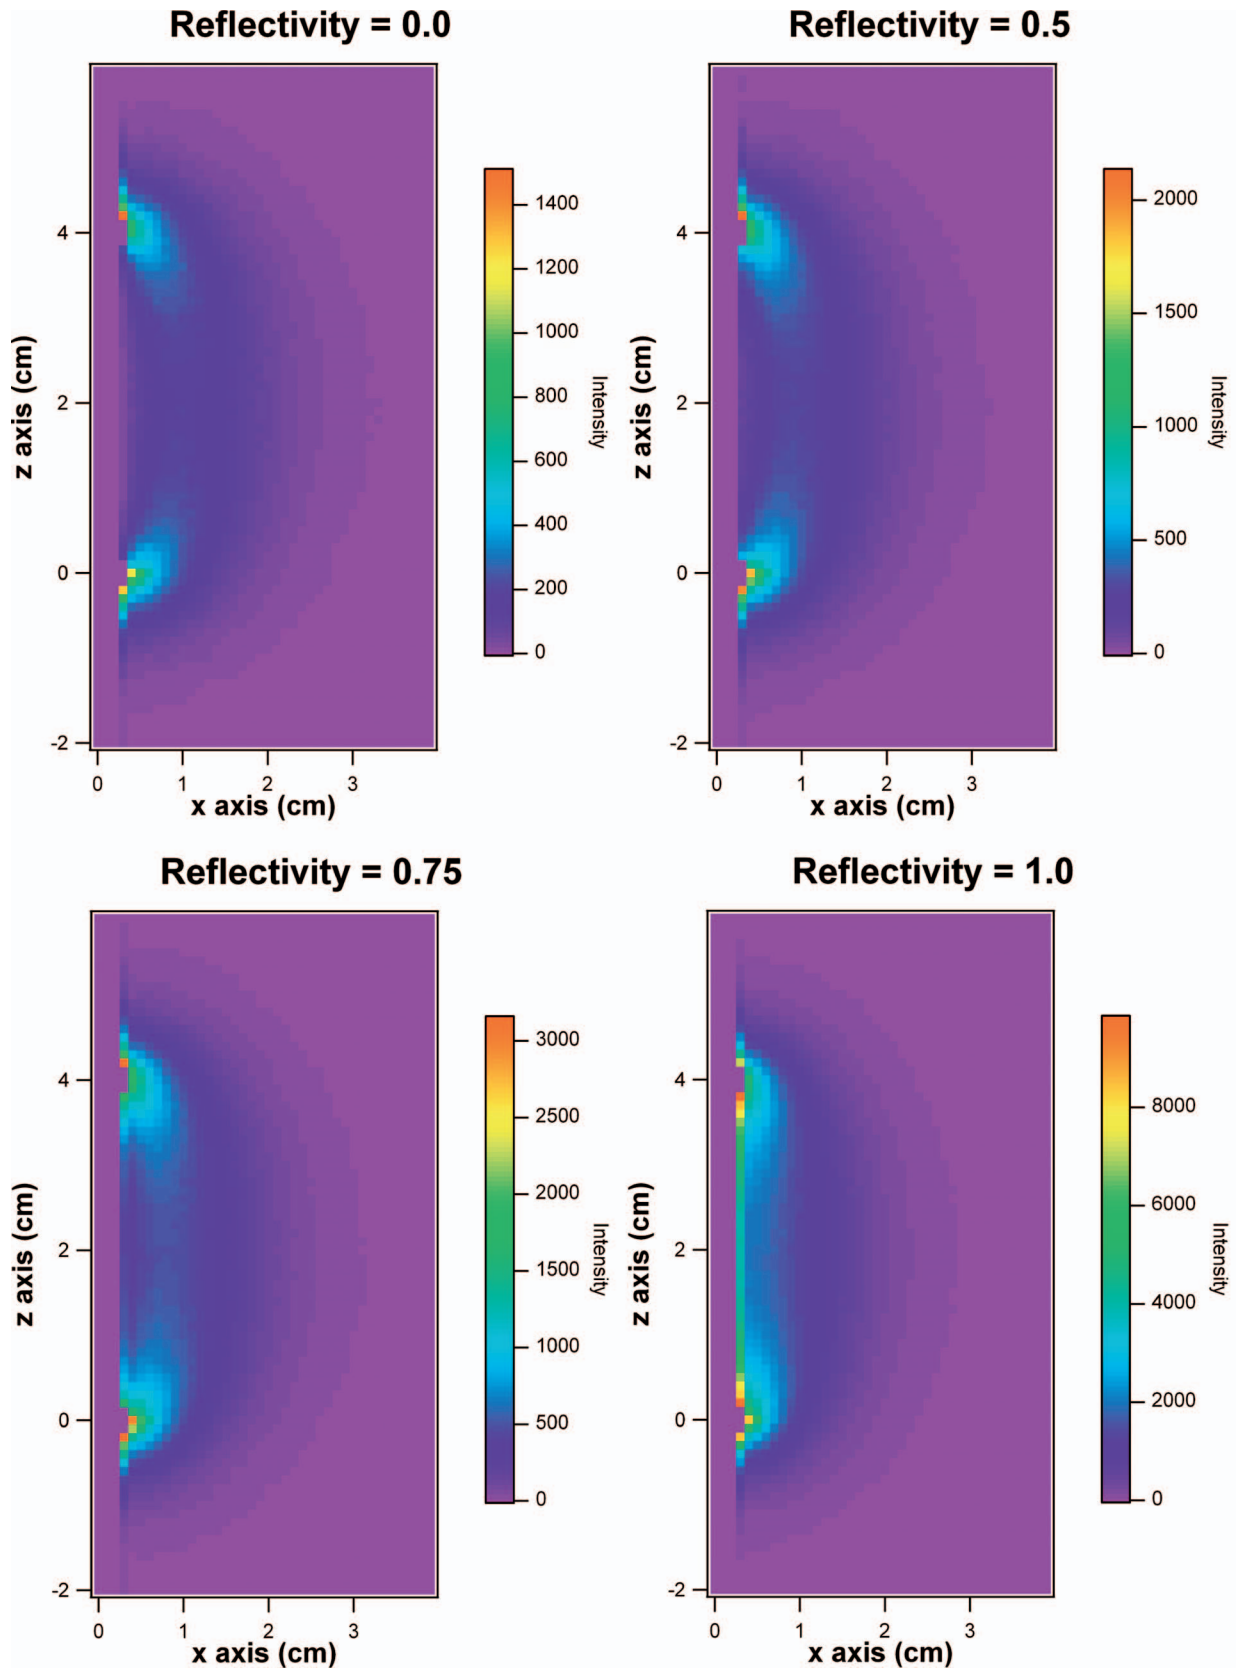 Reflectivity = 0.0
1400
1200
1000
800
600
400
200
0
Intensity
4
2
0
-2
z axis (cm)
0 1 2 3
x axis (cm)
Reflectivity = 0.5
2000
1500
1000
500
0
Intensity
4
2
0
-2
z axis (cm)
0 1 2 3
x axis (cm)
Reflectivity = 0.75
3000
2500
2000
1500
1000
500
0
Intensity
4
2
0
-2
z axis (cm)
0 1 2 3
x axis (cm)
Reflectivity = 1.0
8000
6000
4000
2000
0
Intensity
4
2
0
-2
z axis (cm)
0 1 2 3
x axis (cm)